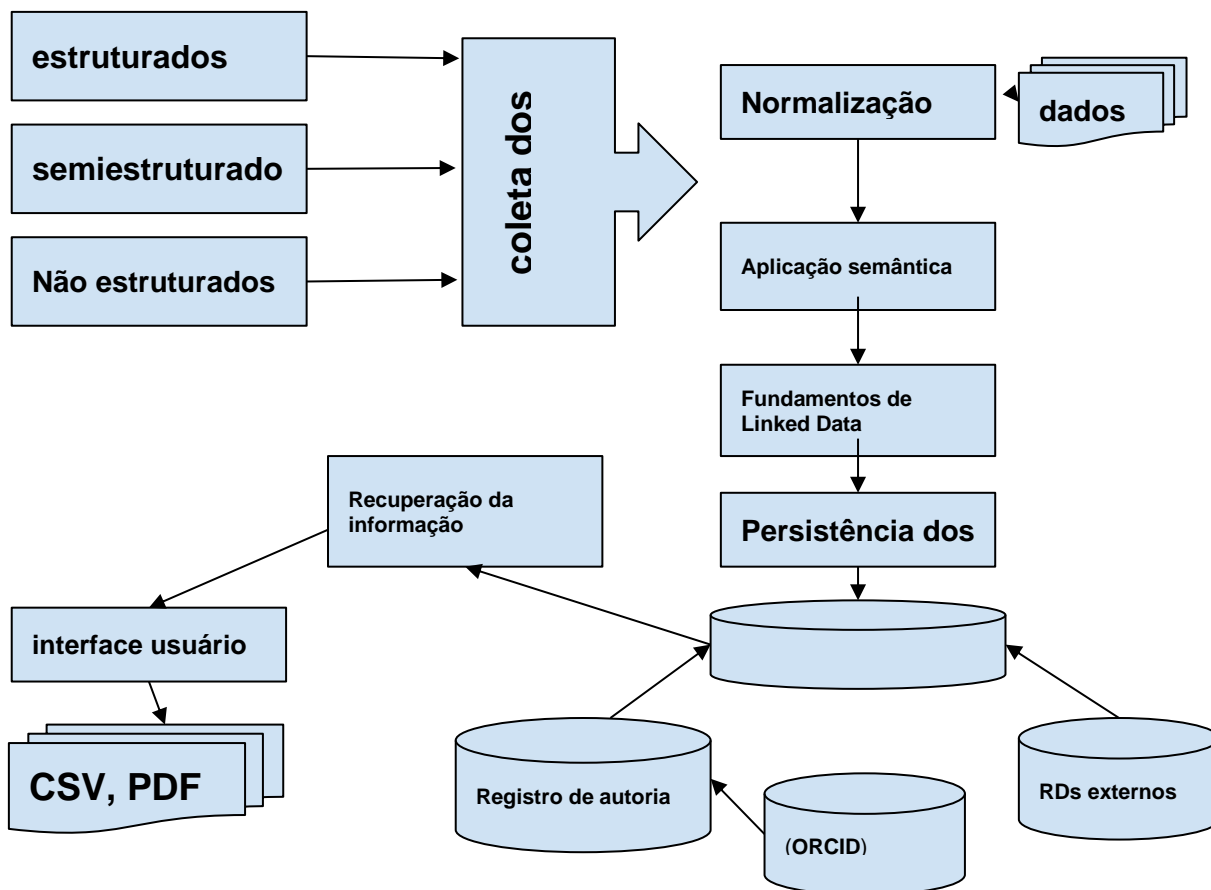 estruturados
semiestruturado
Não estruturados
coleta dos
Normalização
dados
Aplicação semântica
Fundamentos de
Linked Data
Persistência dos
Recuperação da
informação
interface usuário
CSV, PDF
Registro de autoria
(ORCID)
RDs externos